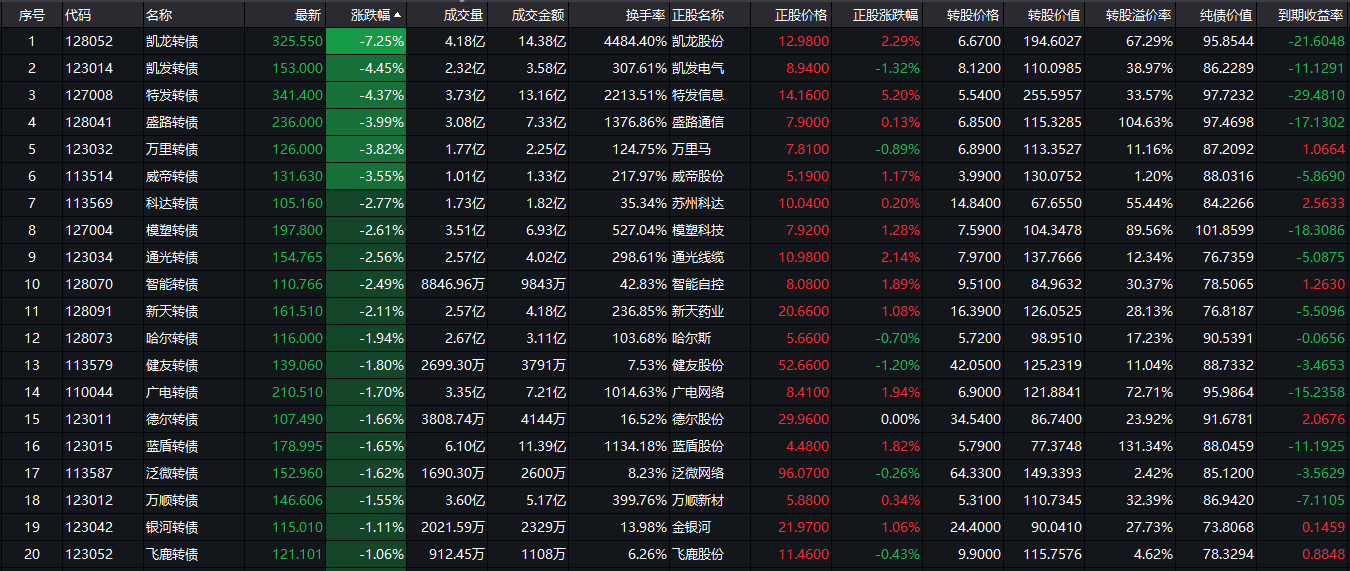 序号 代码 名称 最新 涨跌幅 成交量 成交金额 换手率 正股名称 正股价格 正股涨跌幅 转股价格 转股价值 转股溢价率 纯债价值 到期收益率
1 128052 凯龙转债 325.550 -7.25% 4.18亿 14.38亿 4484.40% 凯龙股份 12.9800 2.29% 6.6700 194.6027 67.29% 95.8544 -21.6048
2 123014 凯发转债 153.000 -4.45% 2.32亿 3.58亿 307.61% 凯发电气 8.9400 -1.32% 8.1200 110.0985 38.97% 86.2289 -11.1291
3 127008 特发转债 341.400 -4.37% 3.73亿 13.16亿 2213.51% 特发信息 14.1600 5.20% 5.5400 255.5957 33.57% 97.7232 -29.4810
4 128041 盛路转债 236.000 -3.99% 3.08亿 7.33亿 1376.86% 盛路通信 7.9000 0.13% 6.8500 115.3285 104.63% 97.4698 -17.1302
5 123032 万里转债 126.000 -3.82% 1.77亿 2.25亿 124.75% 万里马 7.8100 -0.89% 6.8900 113.3527 11.16% 87.2092 1.0664
6 113514 威帝转债 131.630 -3.55% 1.01亿 1.33亿 217.97% 威帝股份 5.1900 1.17% 3.9900 130.0752 1.20% 88.0316 -5.8690
7 113569 科达转债 105.160 -2.77% 1.73亿 1.82亿 35.34% 苏州科达 10.0400 0.20% 14.8400 67.6550 55.44% 84.2266 2.5633
8 127004 模塑转债 197.800 -2.61% 3.51亿 6.93亿 527.04% 模塑科技 7.9200 1.28% 7.5900 104.3478 89.56% 101.8599 -18.3086
9 123034 通光转债 154.765 -2.56% 2.57亿 4.02亿 298.61% 通光线缆 10.9800 2.14% 7.9700 137.7666 12.34% 76.7359 -5.0875
10 128070 智能转债 110.766 -2.49% 8846.96万 9843万 42.83% 智能自控 8.0800 1.89% 9.5100 84.9632 30.37% 78.5065 1.2630
11 128091 新天转债 161.510 -2.11% 2.57亿 4.18亿 236.85% 新天药业 20.6600 1.08% 16.3900 126.0525 28.13% 76.8187 -5.5096
12 128073 哈尔转债 116.000 -1.94% 2.67亿 3.11亿 103.68% 哈尔斯 5.6600 -0.70% 5.7200 98.9510 17.23% 90.5391 -0.0656
13 113579 健友转债 139.060 -1.80% 2699.30万 3791万 7.53% 健友股份 52.6600 -1.20% 42.0500 125.2319 11.04% 88.7332 -3.4653
14 110044 广电转债 210.510 -1.70% 3.35亿 7.21亿 1014.63% 广电网络 8.4100 1.94% 6.9000 121.8841 72.71% 95.9864 -15.2358
15 123011 德尔转债 107.490 -1.66% 3808.74万 4144万 16.52% 德尔股份 29.9600 0.00% 34.5400 86.7400 23.92% 91.6781 2.0676
16 123015 蓝盾转债 178.995 -1.65% 6.10亿 11.39亿 1134.18% 蓝盾股份 4.4800 1.82% 5.7900 77.3748 131.34% 88.0459 -11.1925
17 113587 泛微转债 152.960 -1.62% 1690.30万 2600万 8.23% 泛微网络 96.0700 -0.26% 64.3300 149.3393 2.42% 85.1200 -3.5629
18 123012 万顺转债 146.606 -1.55% 3.60亿 5.17亿 399.76% 万顺新材 5.8800 0.34% 5.3100 110.7345 32.39% 86.9420 -7.1105
19 123042 银河转债 115.010 -1.11% 2021.59万 2329万 13.98% 金银河 21.9700 1.06% 24.4000 90.0410 27.73% 73.8068 0.1459
20 123052 飞鹿转债 121.101 -1.06% 912.45万 1108万 6.26% 飞鹿股份 11.4600 -0.43% 9.9000 115.7576 4.62% 78.3294 0.8848